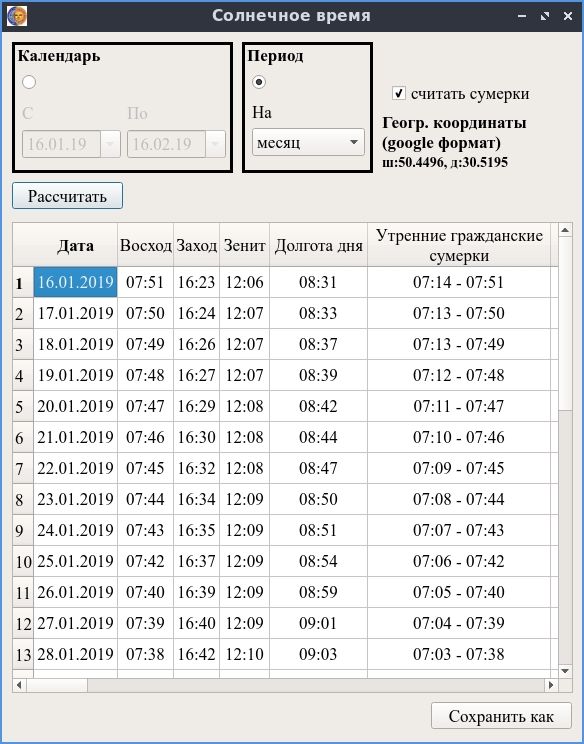 Солнечное время
Календарь
С По
16.01.19 16.02.19
Период
На
месяц
считать сумерки
Геогр. координаты
(google формат)
ш:50.4496, д:30.5195
Рассчитать
Дата Восход Заход Зенит Долгота дня Утренние гражданские
сумерки
1 16.01.2019 07:51 16:23 12:06 08:31 07:14 - 07:51
2 17.01.2019 07:50 16:24 12:07 08:33 07:13 - 07:50
3 18.01.2019 07:49 16:26 12:07 08:37 07:13 - 07:49
4 19.01.2019 07:48 16:27 12:07 08:39 07:12 - 07:48
5 20.01.2019 07:47 16:29 12:08 08:42 07:11 - 07:47
6 21.01.2019 07:46 16:30 12:08 08:44 07:10 - 07:46
7 22.01.2019 07:45 16:32 12:08 08:47 07:09 - 07:45
8 23.01.2019 07:44 16:34 12:09 08:50 07:08 - 07:44
9 24.01.2019 07:43 16:35 12:09 08:51 07:07 - 07:43
10 25.01.2019 07:42 16:37 12:09 08:54 07:06 - 07:42
11 26.01.2019 07:40 16:39 12:09 08:59 07:05 - 07:40
12 27.01.2019 07:39 16:40 12:09 09:01 07:04 - 07:39
13 28.01.2019 07:38 16:42 12:10 09:03 07:03 - 07:38
Сохранить как